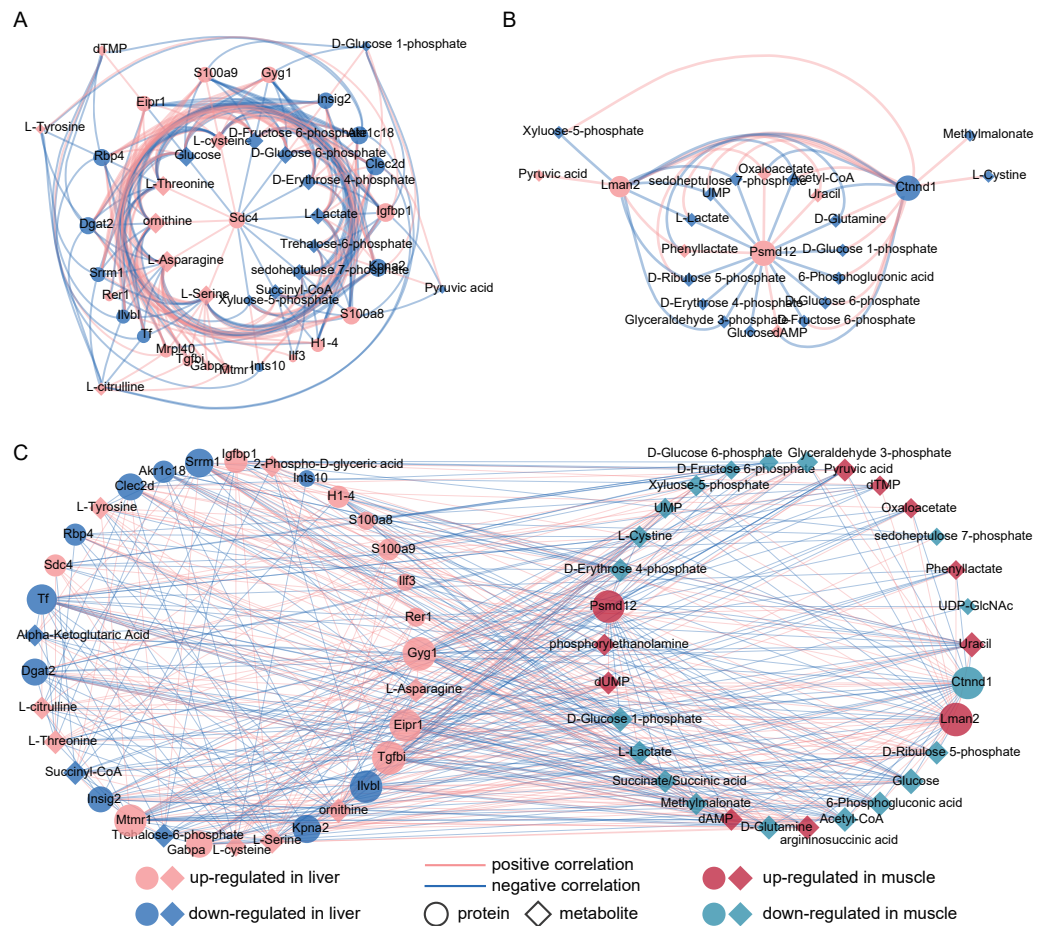 A
dTMP
D-Glucose 1-phosphate
S100a9
Gyg1
Eipr1
Insig2
L-Tyrosine
L-cysteine
D-Fructose 6-phosphate
Akr1c18
Rbp4
Glucose
D-Glucose 6-phosphate
Clec2d
L-Threonine
D-Erythrose 4-phosphate
Dgat2
ornithine
Sdc4
L-Lactate
Igfbp1
Trehalose-6-phosphate
L-Asparagine
Srrm1
sedoheptulose 7-phosphate
Kpna2
Rer1
L-Serine
Succinyl-CoA
Xyluose-5-phosphate
Pyruvic acid
Ilvbl
S100a8
Tf
H1-4
Mrpl40
Tgfbi
Gabpa
Mtmr1
Ints10
Ilf3
L-citrulline
B
Xyluose-5-phosphate
Methylmalonate
Pyruvic acid
Lman2
Oxaloacetate
sedoheptulose 7-phosphate
Acetyl-CoA
UMP
Uracil
Ctnnd1
L-Cystine
L-Lactate
D-Glutamine
Phenyllactate
Psmd12
D-Glucose 1-phosphate
D-Ribulose 5-phosphate
6-Phosphogluconic acid
D-Erythrose 4-phosphate
D-Glucose 6-phosphate
Glyceraldehyde 3-phosphate
D-Fructose 6-phosphate
Glucose
dAMP
C
Akr1c18
Srrm1
Igfbp1
2-Phospho-D-glyceric acid
Ints10
Clec2d
H1-4
L-Tyrosine
S100a8
Rbp4
S100a9
Sdc4
Ilf3
Tf
Rer1
Alpha-Ketoglutaric Acid
Gyg1
Dgat2
L-Asparagine
L-citrulline
Eipr1
L-Threonine
Tgfbi
Succinyl-CoA
Ilvbl
Insig2
ornithine
Mtmr1
Kpna2
Trehalose-6-phosphate
L-Serine
Gabpa
L-cysteine
D-Glucose 6-phosphate
Glyceraldehyde 3-phosphate
D-Fructose 6-phosphate
Pyruvic acid
Xyluose-5-phosphate
dTMP
UMP
Oxaloacetate
L-Cystine
sedoheptulose 7-phosphate
D-Erythrose 4-phosphate
Phenyllactate
Psmd12
UDP-GlcNAc
phosphorylethanolamine
Uracil
dUMP
Ctnnd1
D-Glucose 1-phosphate
Lman2
L-Lactate
D-Ribulose 5-phosphate
Succinate/Succinic acid
Glucose
Methylmalonate
6-Phosphogluconic acid
dAMP
D-Glutamine
Acetyl-CoA
argininosuccinic acid
up-regulated in liver
positive correlation
negative correlation
up-regulated in muscle
down-regulated in liver
protein
metabolite
down-regulated in muscle